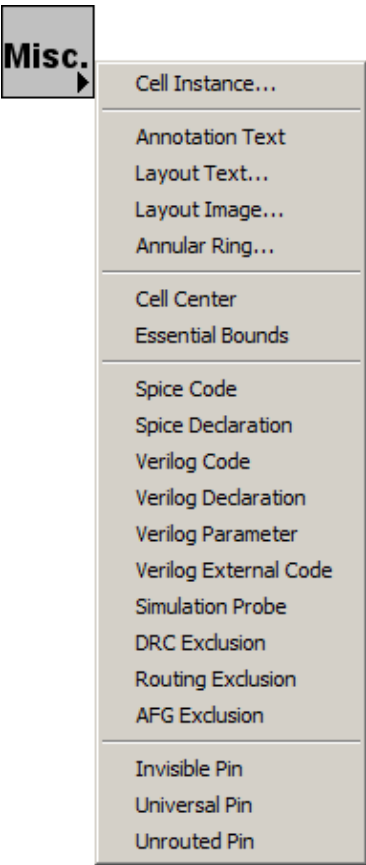 Misc.
Cell Instance...
Annotation Text
Layout Text...
Layout Image...
Annular Ring...
Cell Center
Essential Bounds
Spice Code
Spice Declaration
Verilog Code
Verilog Declaration
Verilog Parameter
Verilog External Code
Simulation Probe
DRC Exclusion
Routing Exclusion
AFG Exclusion
Invisible Pin
Universal Pin
Unrouted Pin